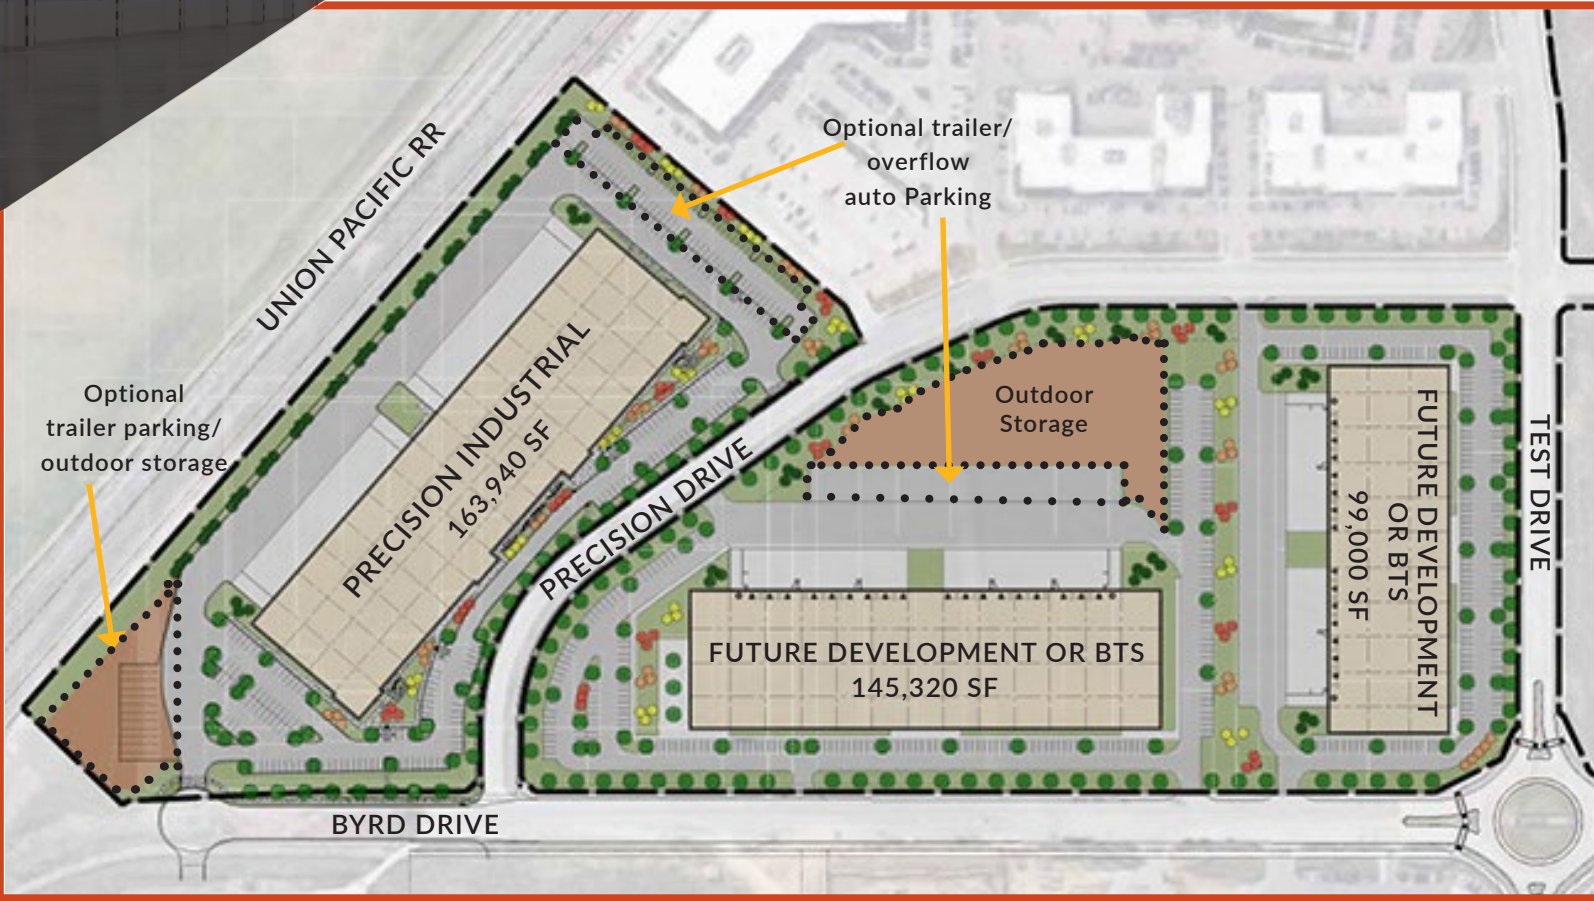 UNION PACIFIC RR
Optional trailer/
overflow
auto Parking
Optional
trailer parking/
outdoor storage
PRECISION INDUSTRIAL
163,940 SF
PRECISION DRIVE
Outdoor
Storage
FUTURE DEVELOPMENT OR BTS
145,320 SF
FUTURE DEVELOPMENT
OR BTS
99,000 SF
TEST DRIVE
BYRD DRIVE